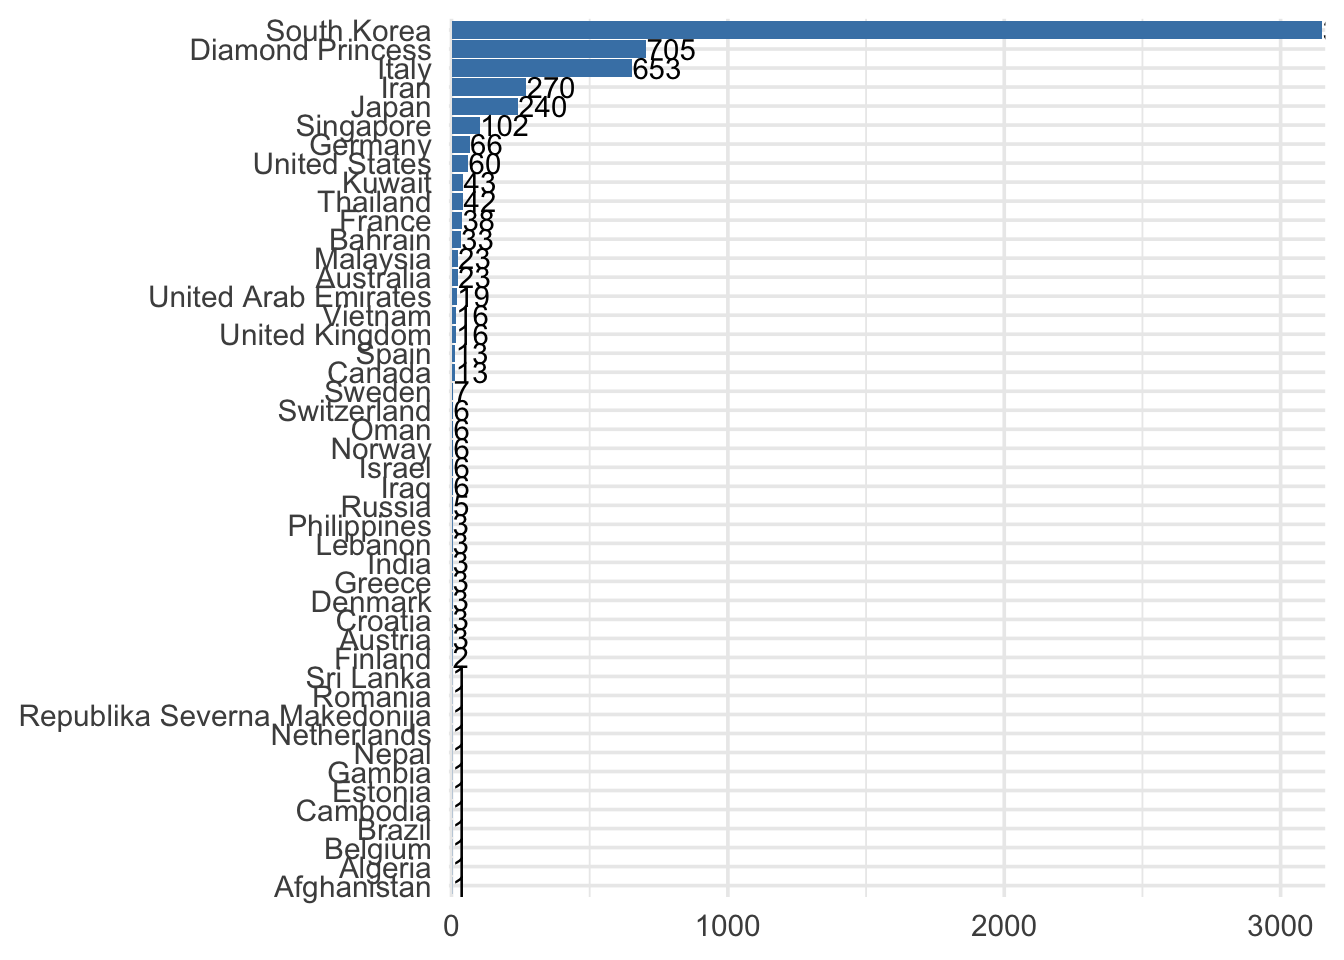 South Korea
Diamond Princess 705
Italy 653
Iran 270
Japan 240
Singapore 102
Germany 66
United States 60
Kuwait 43
Thailand 42
France 38
Bahrain 33
Malaysia 23
Australia 23
United Arab Emirates 19
Vietnam 16
United Kingdom 16
Spain 13
Canada 13
Sweden 7
Switzerland 6
Oman 6
Norway 6
Israel 6
Iraq 6
Russia 5
Philippines 3
Lebanon 3
India 3
Greece 3
Denmark 3
Croatia 3
Austria 3
Finland 2
Sri Lanka 1
Romania 1
Republika Severna Makedonija 1
Netherlands 1
Nepal 1
Gambia 1
Estonia 1
Cambodia 1
Brazil 1
Belgium 1
Algeria 1
Afghanistan 1
0 1000 2000 3000